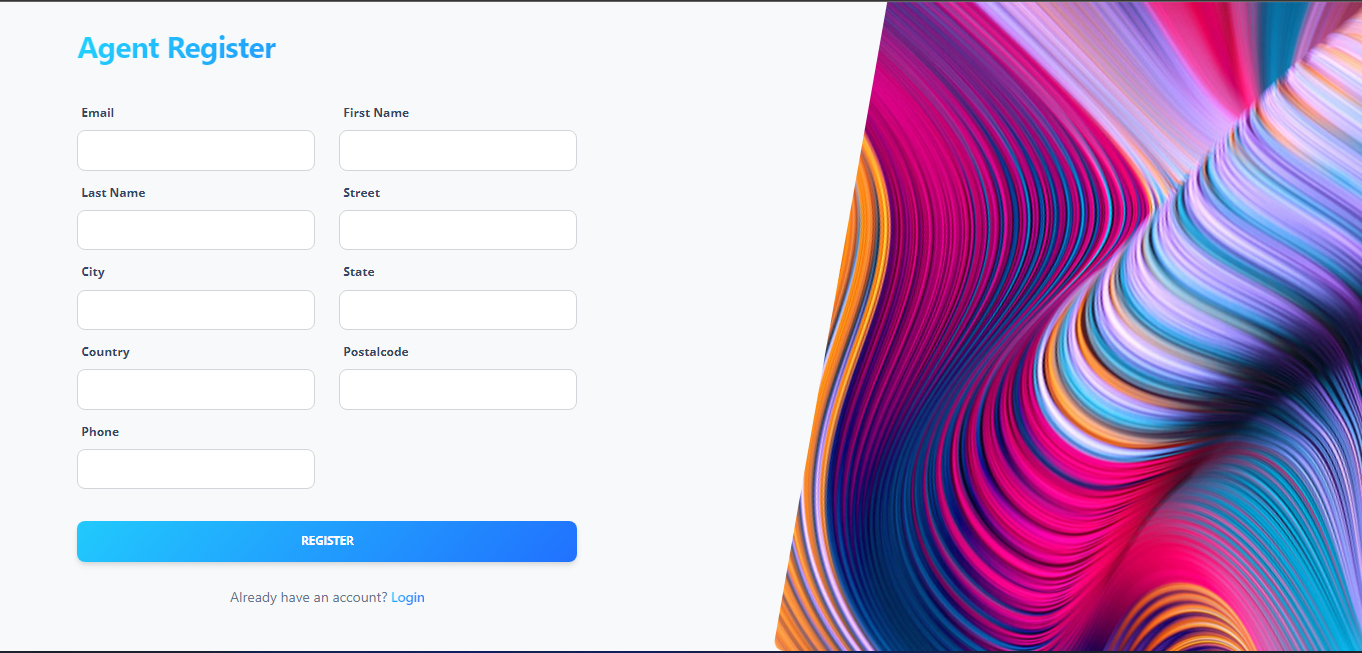 Agent Register
Email
First Name
Last Name
Street
City
State
Country
Postalcode
Phone
REGISTER
Already have an account? Login